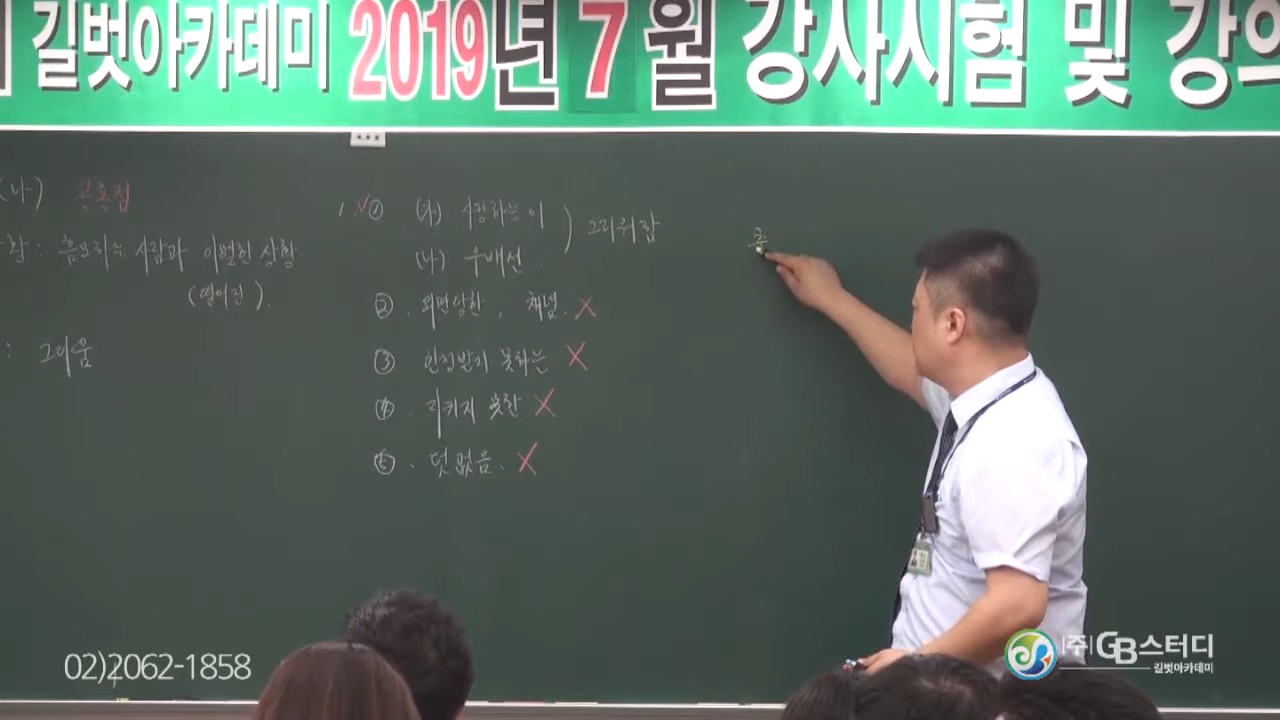 길벗아카데미 2019년 7월 강사시험 및 강의
(나) 공통점
황: 흠모하는 사람과 이별한 상황
(떨어진).
: 그리움
1. ✓① (가) 사랑하는 이
(나) 우배선.
) 그리워함
②. 외면당한, 체념. X
③ 인정받지 못하는 X
④. 지키지 못한 X
⑤. 덧없음. X
02)2062-1858
(주) GB스터디
길벗아카데미